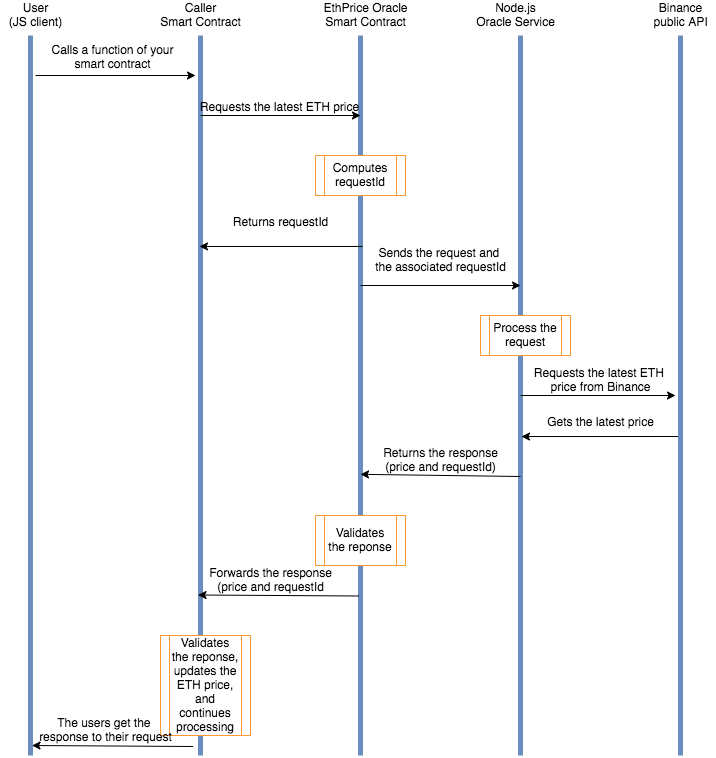 User
(JS client)
Caller
Smart Contract
EthPrice Oracle
Smart Contract
Node.js
Oracle Service
Binance
public API
Calls a function of your
smart contract
Requests the latest ETH price
Computes
requestId
Returns requestId
Sends the request and
the associated requestId
Process the
request
Requests the latest ETH
price from Binance
Gets the latest price
Returns the response
(price and requestId)
Validates
the reponse
Forwards the response
(price and requestId
Validates
the reponse,
updates the
ETH price,
and
continues
processing
The users get the
response to their request